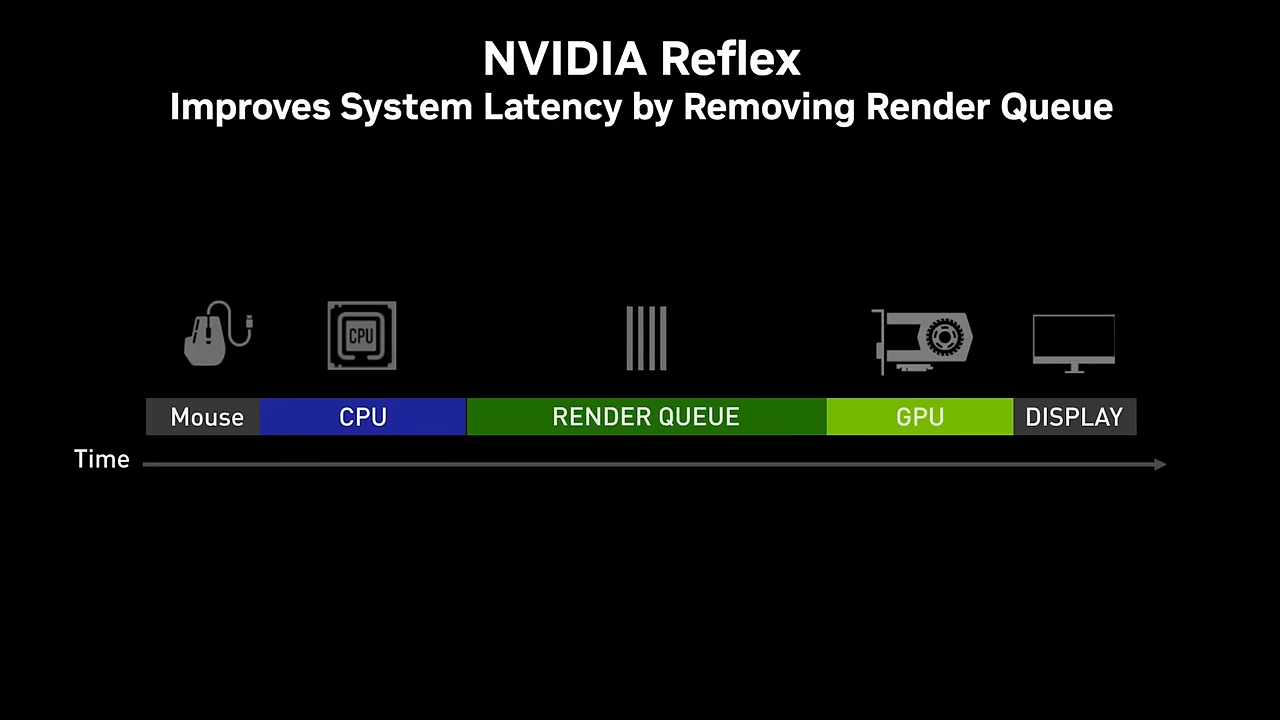 NVIDIA Reflex
Improves System Latency by Removing Render Queue
CPU
Mouse CPU RENDER QUEUE GPU DISPLAY
Time